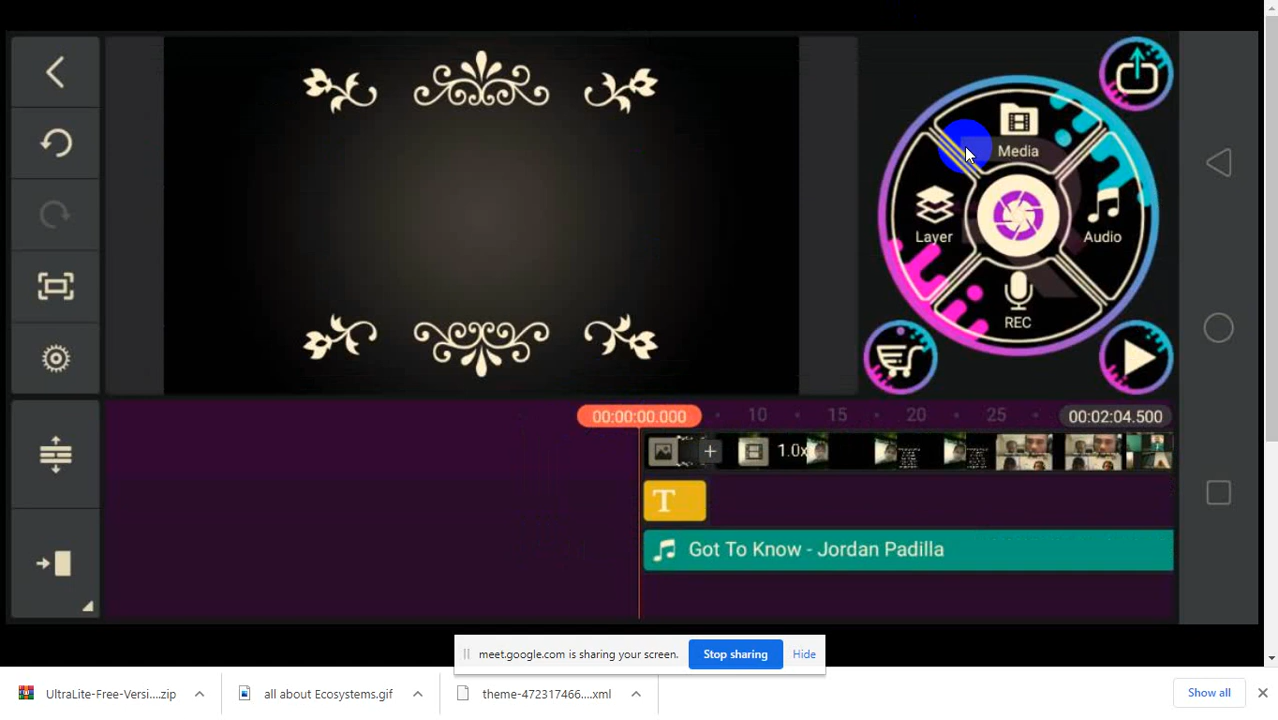 Media
Layer
Audio
REC
00:00:00.000
10
15
20
25
00:02:04.500
1.0x
T
Got To Know - Jordan Padilla
meet.google.com is sharing your screen.
Stop sharing
Hide
UltraLite-Free-Versi....zip
all about Ecosystems.gif
theme-472317466....xml
Show all